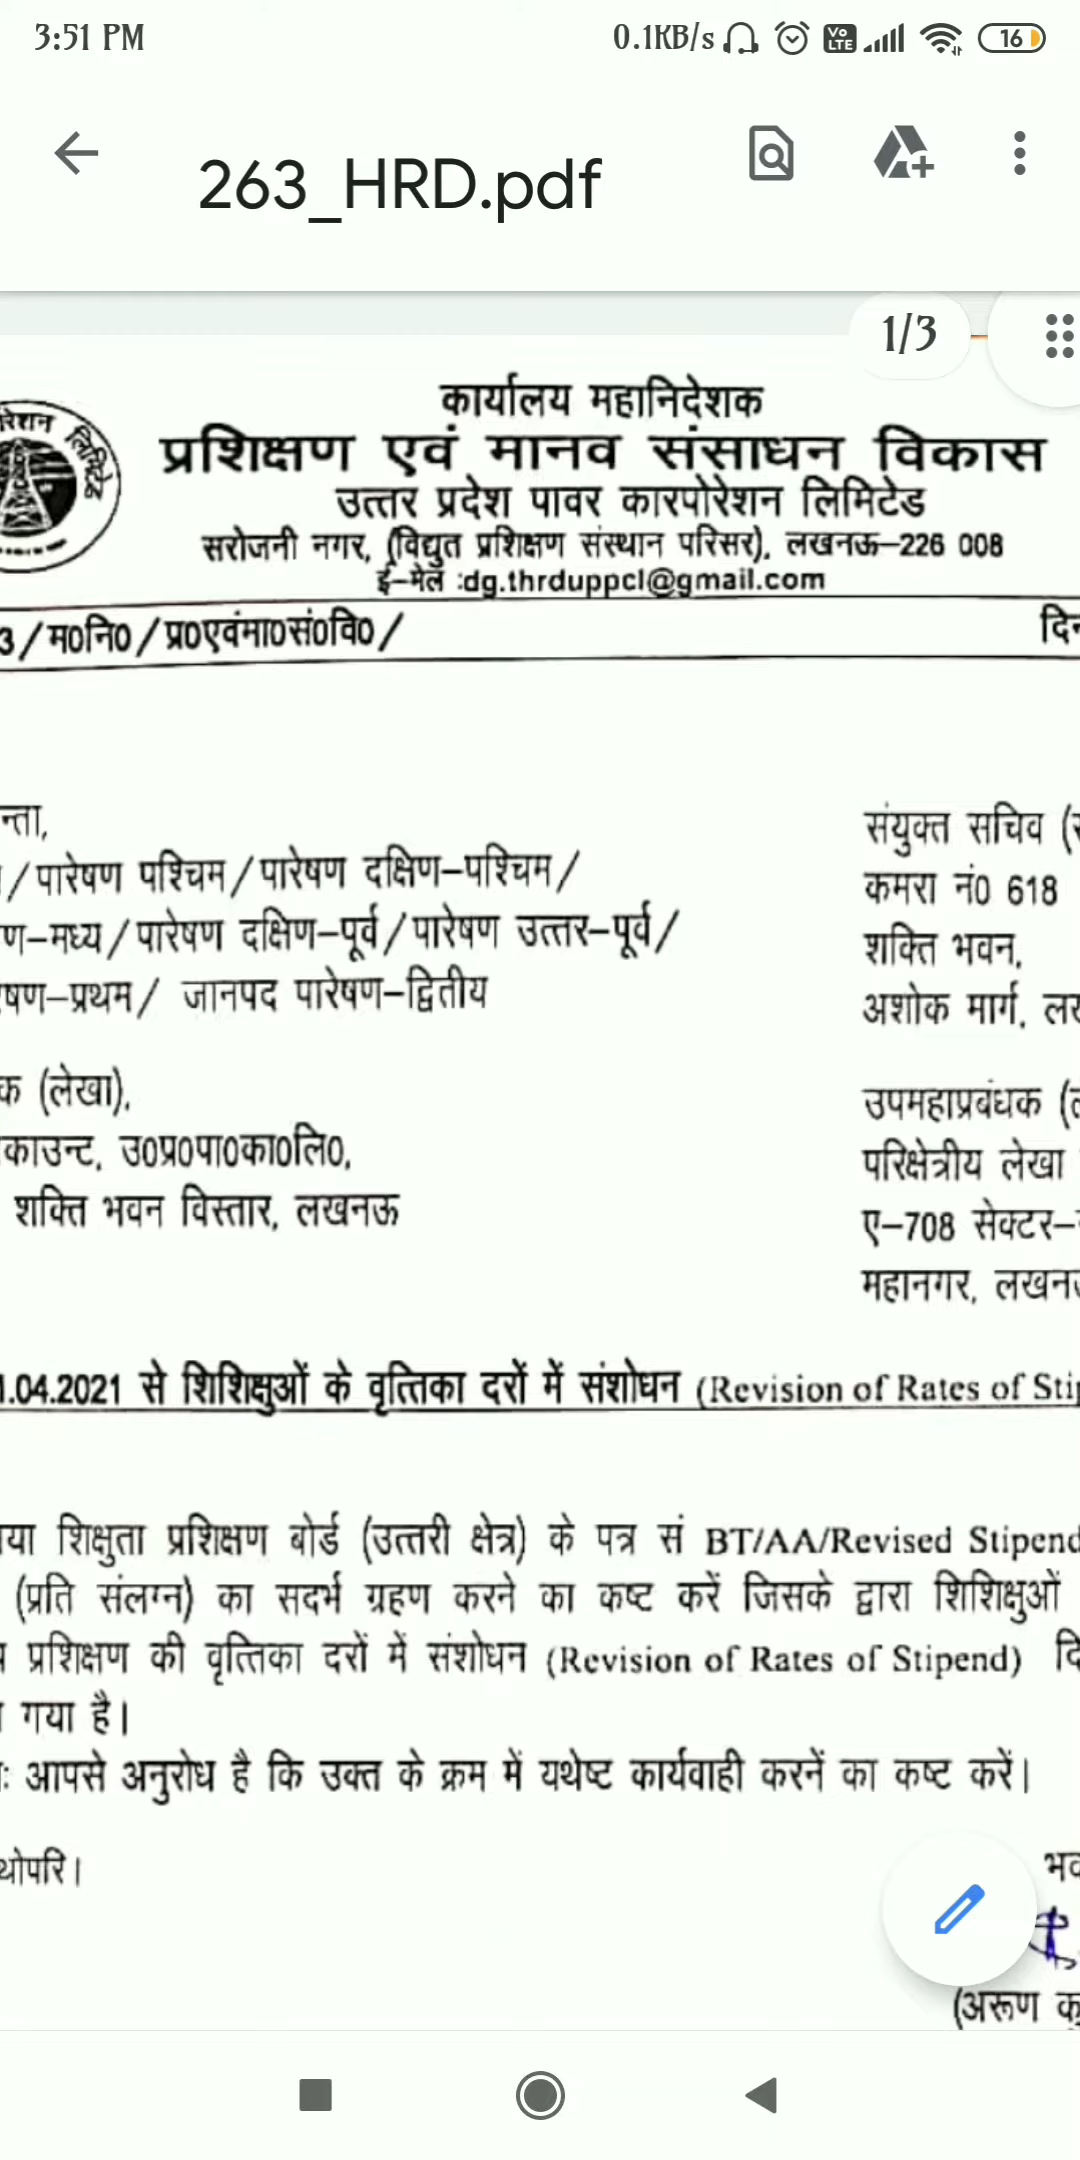 3:51 PM
0.1KB/s
Vo LTE
16
263_HRD.pdf
1/3
लिमिटेड
कार्यालय महानिदेशक
प्रशिक्षण एवं मानव संसाधन विकास
उत्तर प्रदेश पावर कारपोरेशन लिमिटेड
सरोजनी नगर, (विद्युत प्रशिक्षण संस्थान परिसर), लखनऊ–226 008
ई–मेल :dg.thrduppcl@gmail.com
3/म0नि0/प्र0एवंमा0सं0वि0/
न्ता,
/पारेषण पश्चिम/पारेषण दक्षिण–पश्चिम/
ण–मध्य/पारेषण दक्षिण–पूर्व/पारेषण उत्तर–पूर्व/
षण–प्रथम/ जानपद पारेषण–द्वितीय
संयुक्त सचिव
कमरा नं0 618
शक्ति भवन,
अशोक मार्ग,
क (लेखा),
काउन्ट, उ0प्र0पा0का0लि0,
शक्ति भवन विस्तार, लखनऊ
उपमहाप्रबंधक
परिक्षेत्रीय लेखा
ए–708 सेक्टर–
महानगर, लखन
.04.2021 से शिशिक्षुओं के वृत्तिका दरों में संशोधन (Revision of Rates of Sti
या शिक्षुता प्रशिक्षण बोर्ड (उत्तरी क्षेत्र) के पत्र सं BT/AA/Revised Stipend
(प्रति संलग्न) का सदर्भ ग्रहण करने का कष्ट करें जिसके द्वारा शिशिक्षुओं
प्रशिक्षण की वृत्तिका दरों में संशोधन (Revision of Rates of Stipend) दि
गया है।
: आपसे अनुरोध है कि उक्त के क्रम में यथेष्ट कार्यवाही करनें का कष्ट करें।
थोपरि।
भव
(अरूण कु